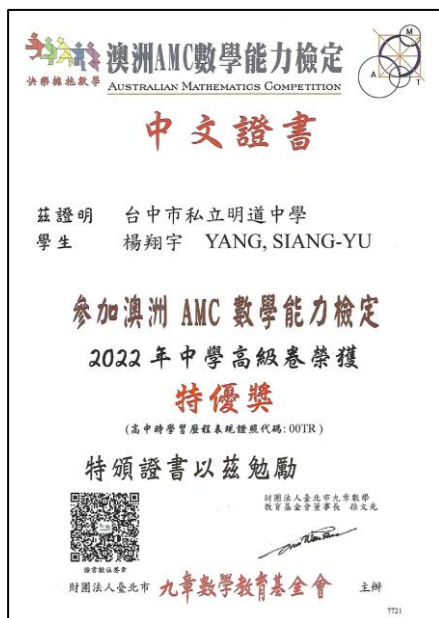 快樂擁抱數學
澳洲AMC數學能力檢定
AUSTRALIAN MATHEMATICS COMPETITION
A M T
中文證書
茲證明 台中市私立明道中學
學生 楊翔宇 YANG, SIANG-YU
參加澳洲 AMC 數學能力檢定
2022 年中學高級卷榮獲
特優獎
(高中時學習歷程表現證照代碼: 00TR)
特頒證書以茲勉勵
財團法人臺北市九章數學
教育基金會董事長 孫文先
證書數位簽章
財團法人臺北市 九章數學教育基金會 主辦
7721